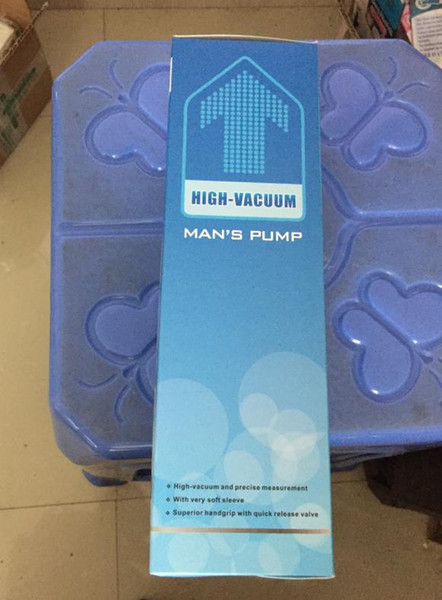 HIGH-VACUUM
MAN'S PUMP
High-vacuum and precise measurement
With very soft sleeve
Superior handgrip with quick release valve